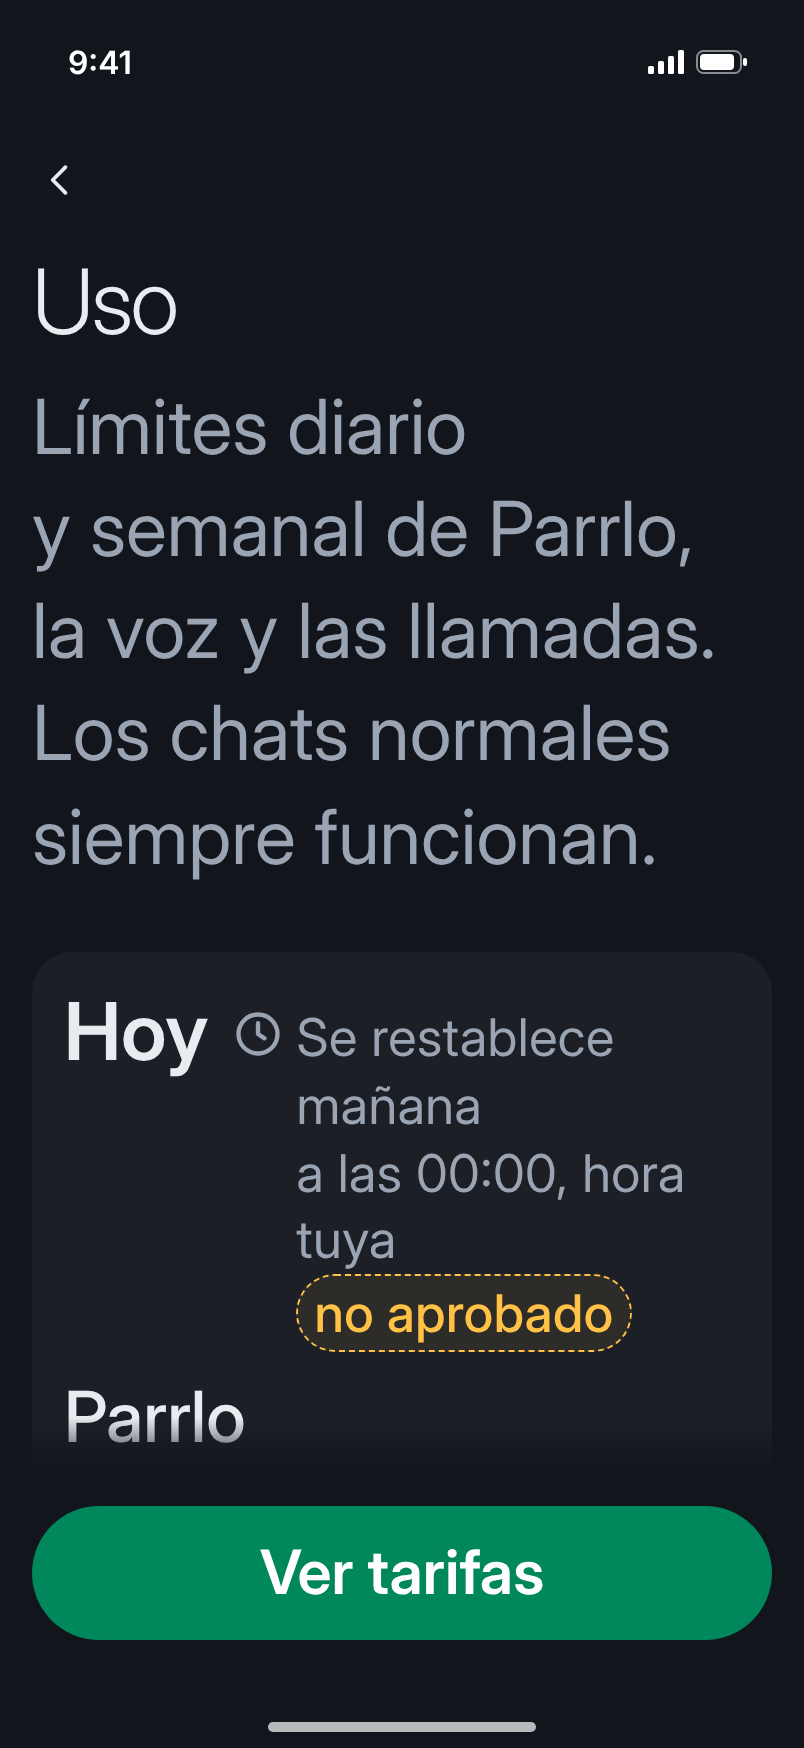 9:41
Uso
Límites diario
y semanal de Parrlo,
la voz y las llamadas.
Los chats normales
siempre funcionan.
Hoy
Se restablece
mañana
a las 00:00, hora
tuya
no aprobado
Parrlo
Ver tarifas